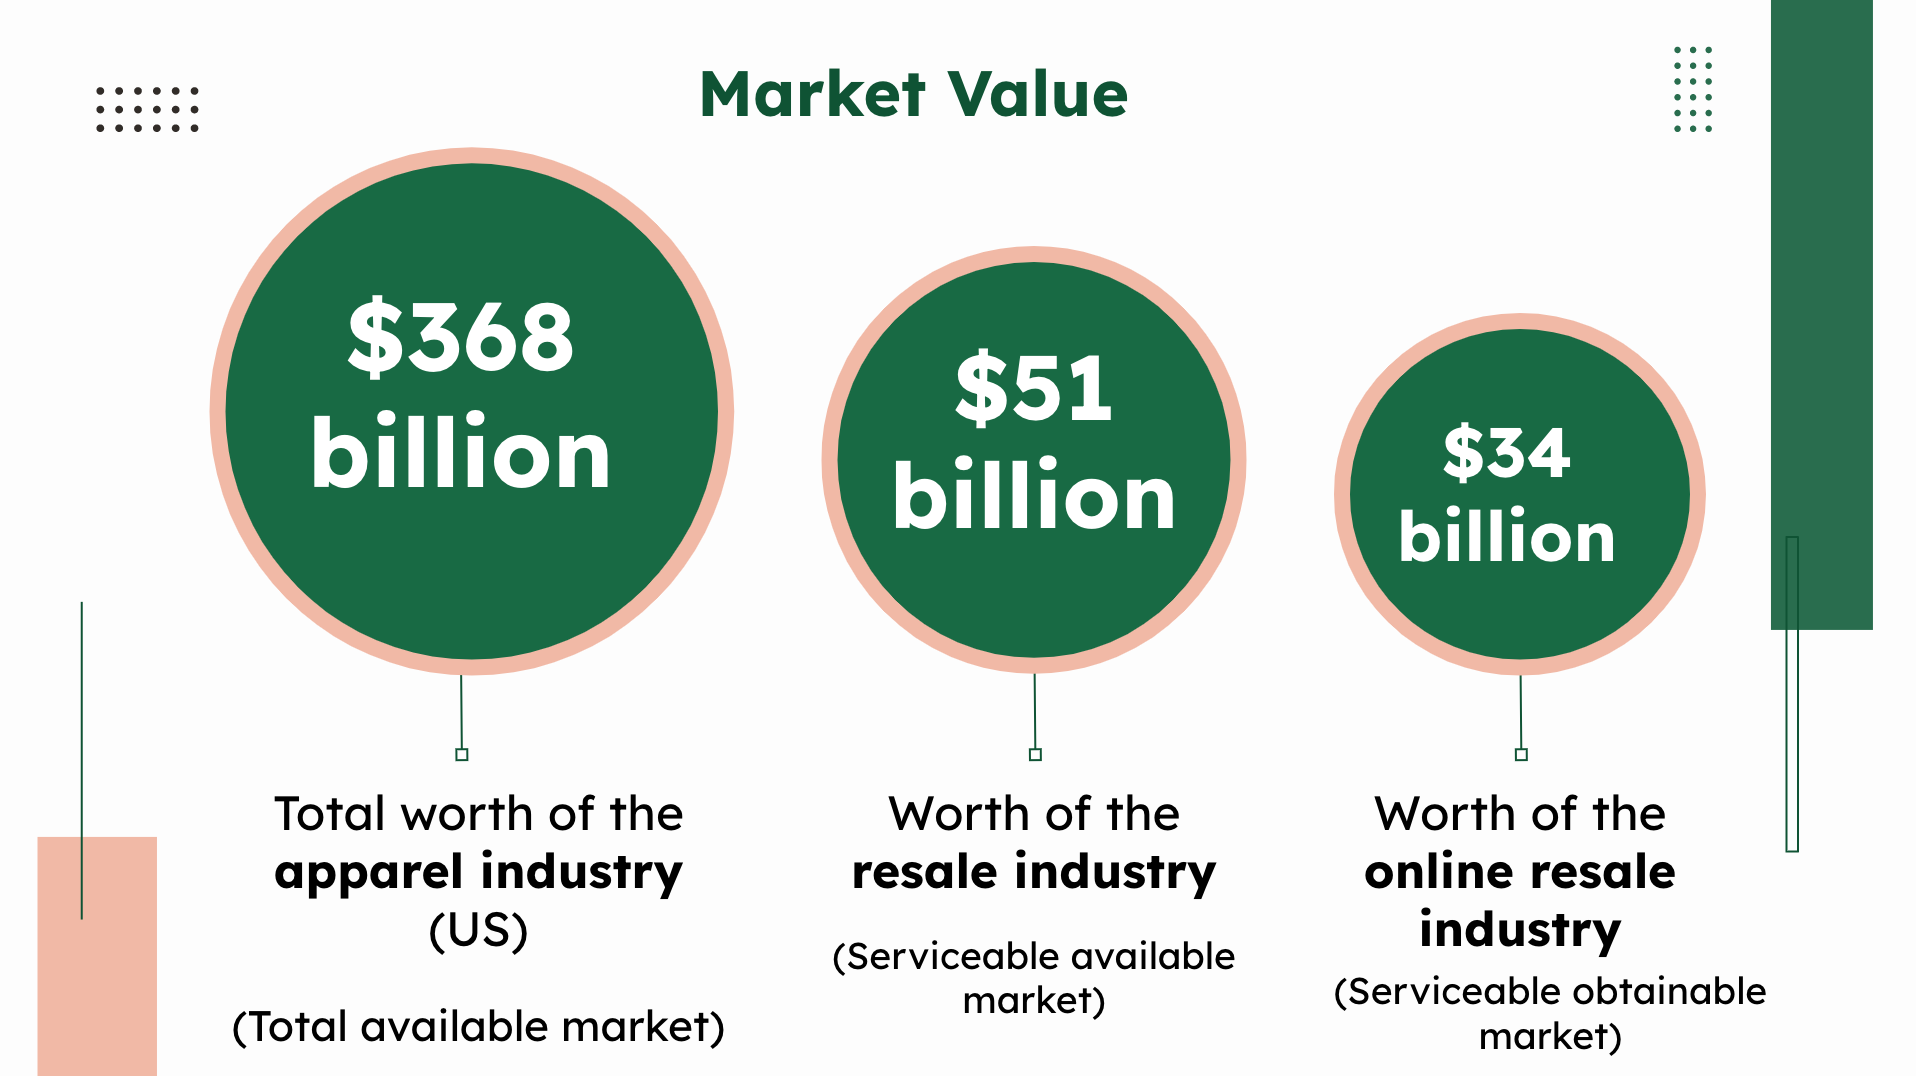 Market Value
$368
billion
$51
billion
$34
billion
Total worth of the
apparel industry
(US)
(Total available market)
Worth of the
resale industry
(Serviceable available
market)
Worth of the
online resale
industry
(Serviceable obtainable
market)